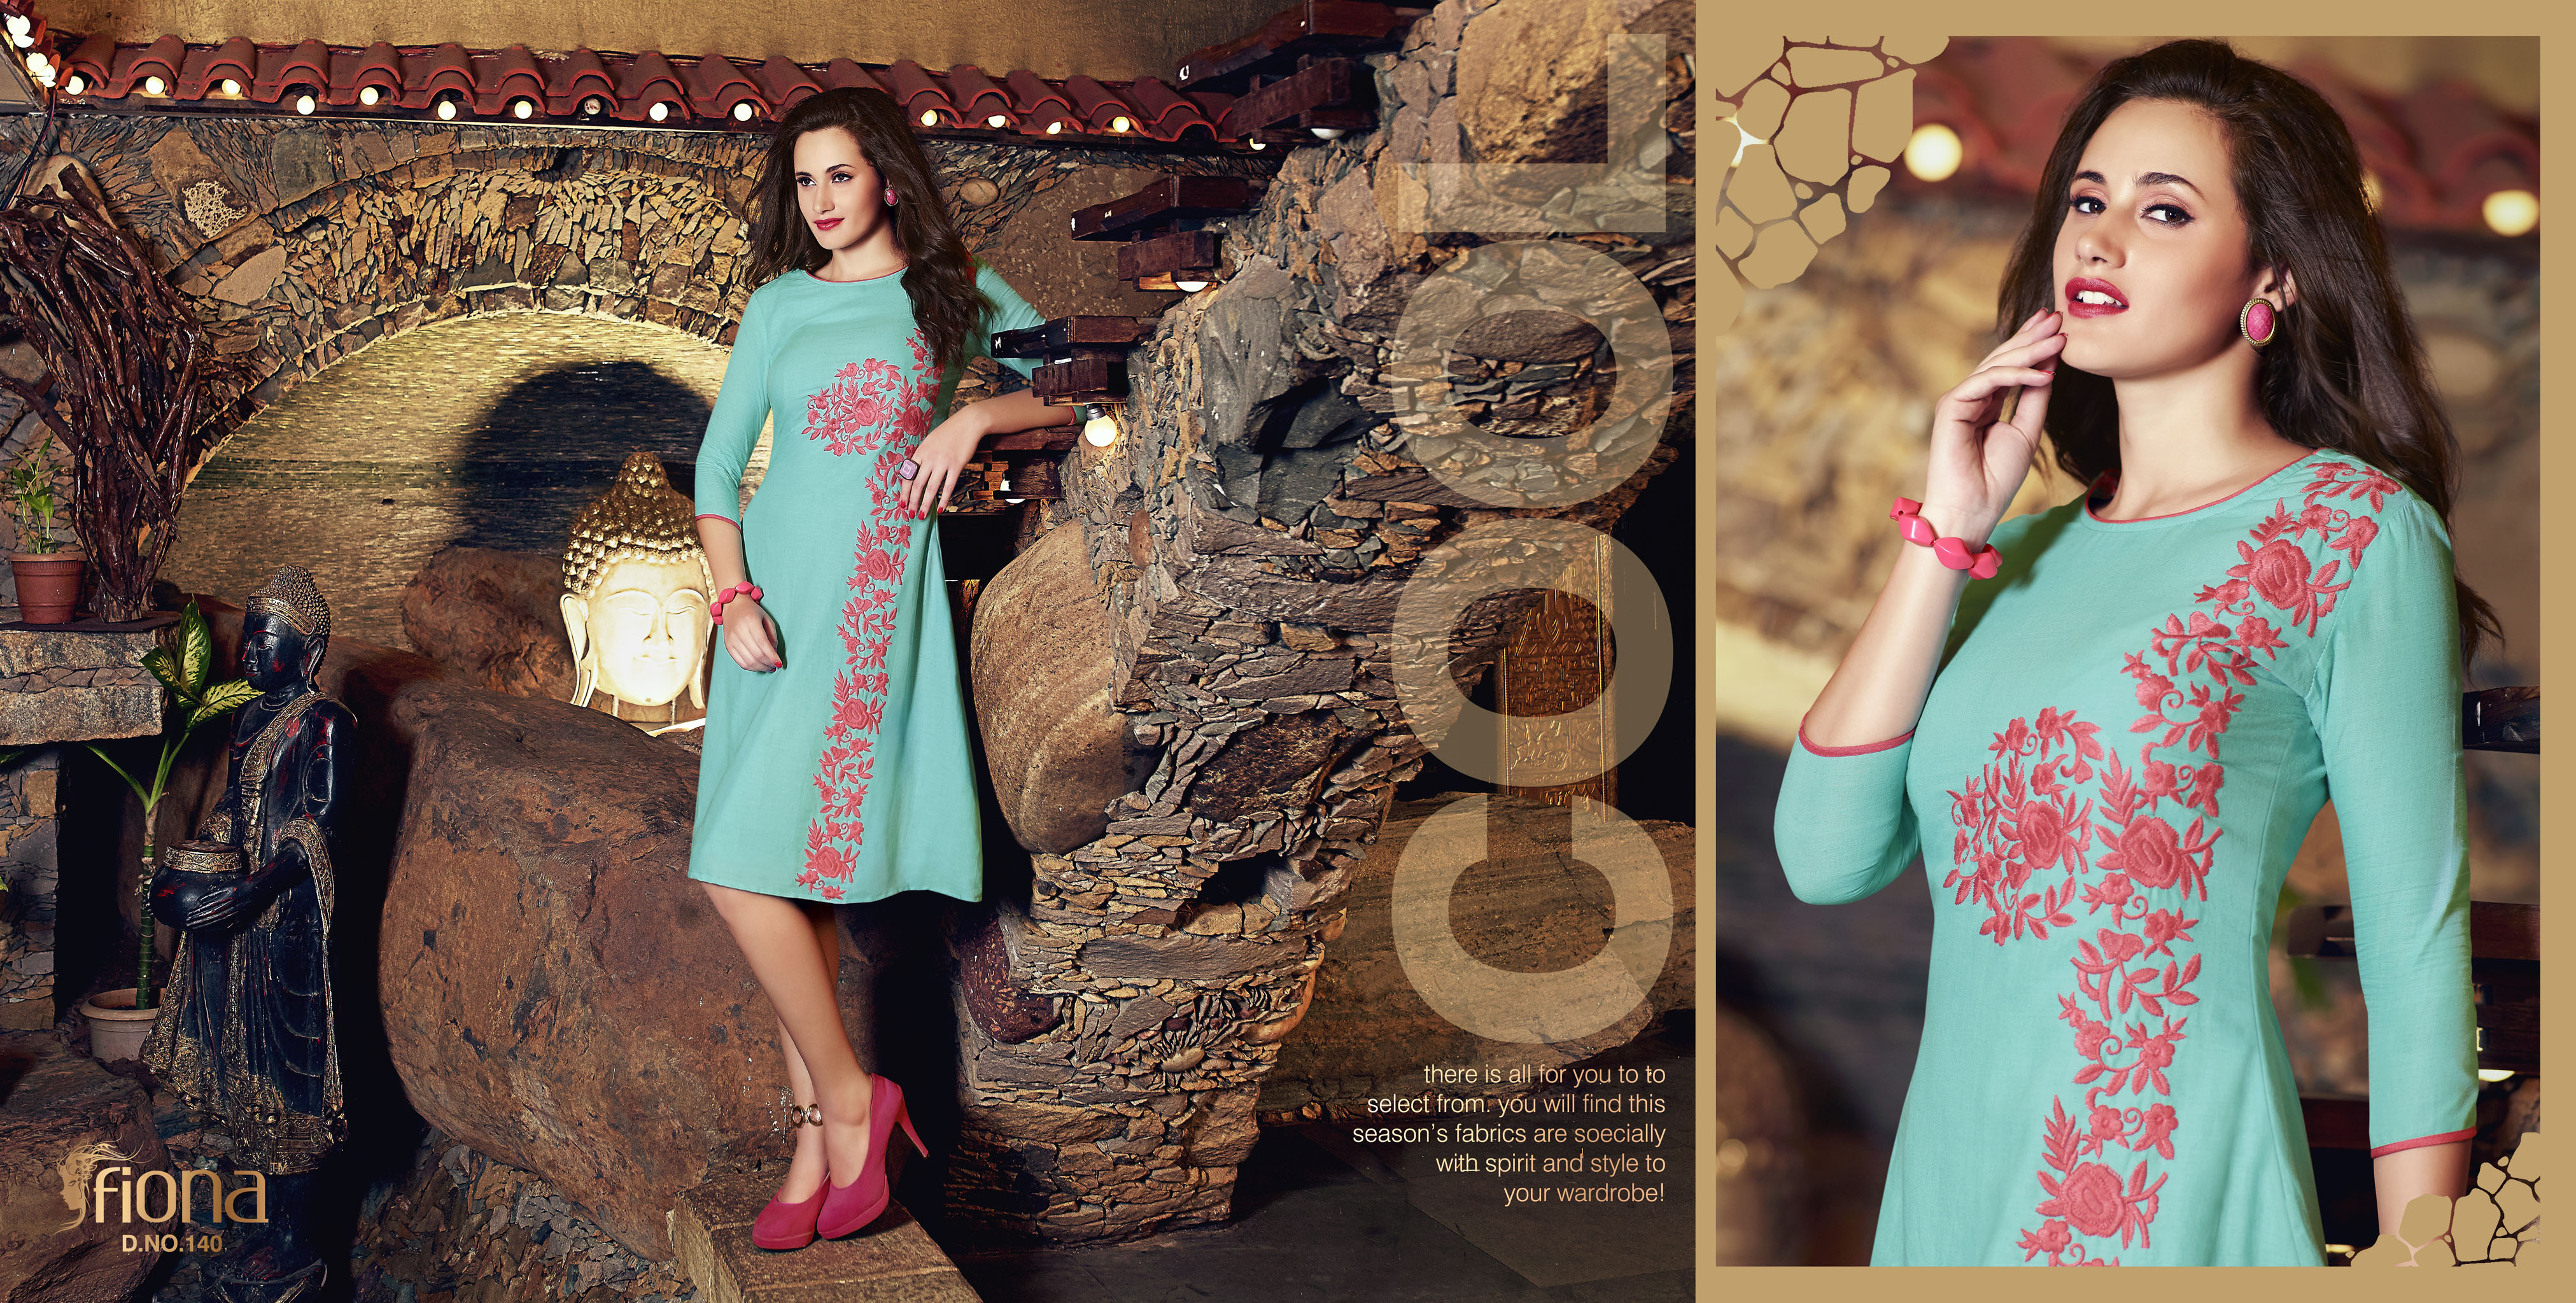 COOL
there is all for you to to
select from. you will find this
season's fabrics are soecially
with spirit and style to
your wardrobe!
fiona™
D.NO.140